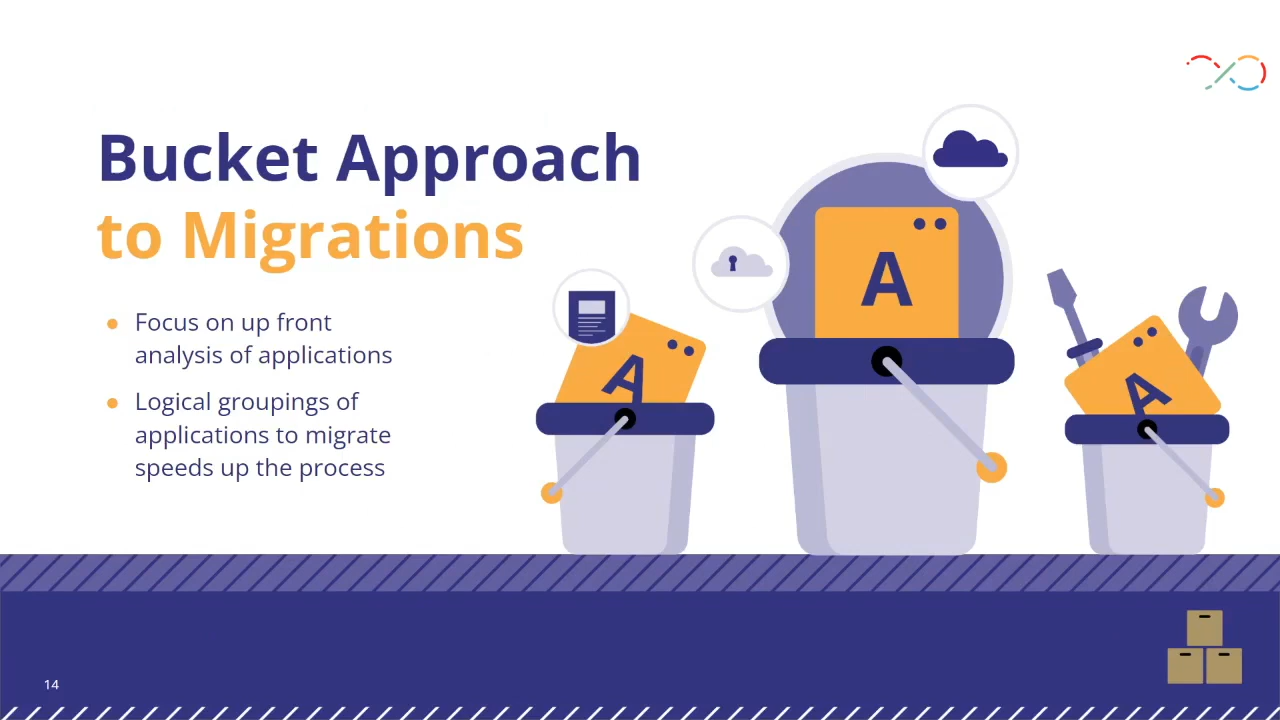 Bucket Approach
to Migrations
Focus on up front
analysis of applications
Logical groupings of
applications to migrate
speeds up the process
A
A
A
14